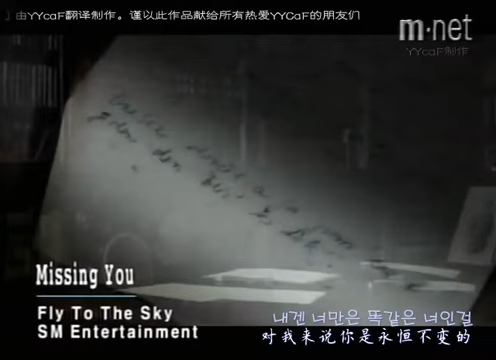 」由YYcaF翻译制作。谨以此作品献给所有热爱YYCaF的朋友们
m·net
YYcaF制作
Missing You
Fly To The Sky
SM Entertainment
내겐 너만은 똑같은 너인걸
对我来说你是永恒不变的